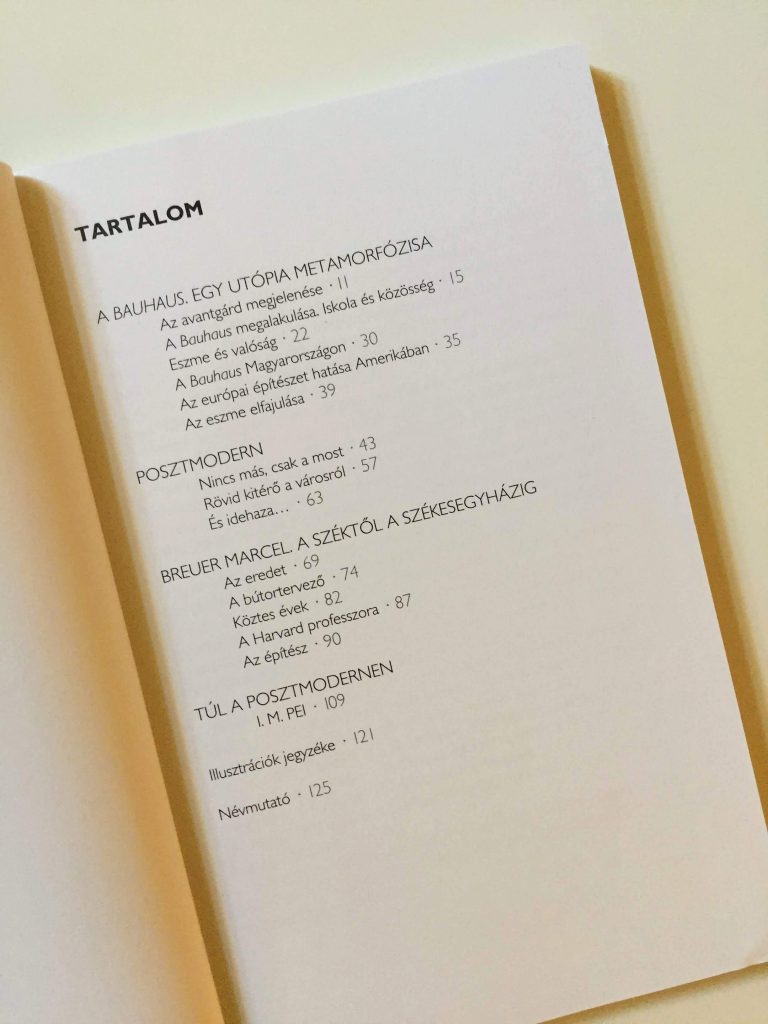 TARTALOM
A BAUHAUS. EGY UTÓPIA METAMORFÓZISA
Az avantgárd megjelenése · 11
A Bauhaus megalakulása. Iskola és közösség · 15
Eszme és valóság · 22
A Bauhaus Magyarországon · 30
Az európai építészet hatása Amerikában · 35
Az eszme elfajulása · 39
POSZTMODERN
Nincs más, csak a most · 43
Rövid kitérő a városról · 57
És idehaza... · 63
BREUER MARCEL. A SZÉKTŐL A SZÉKESEGYHÁZIG
Az eredet · 69
A bútortervező · 74
Köztes évek · 82
A Harvard professzora · 87
Az építész · 90
TÚL A POSZTMODERNEN
I. M. PEI · 109
Illusztrációk jegyzéke · 121
Névmutató · 125